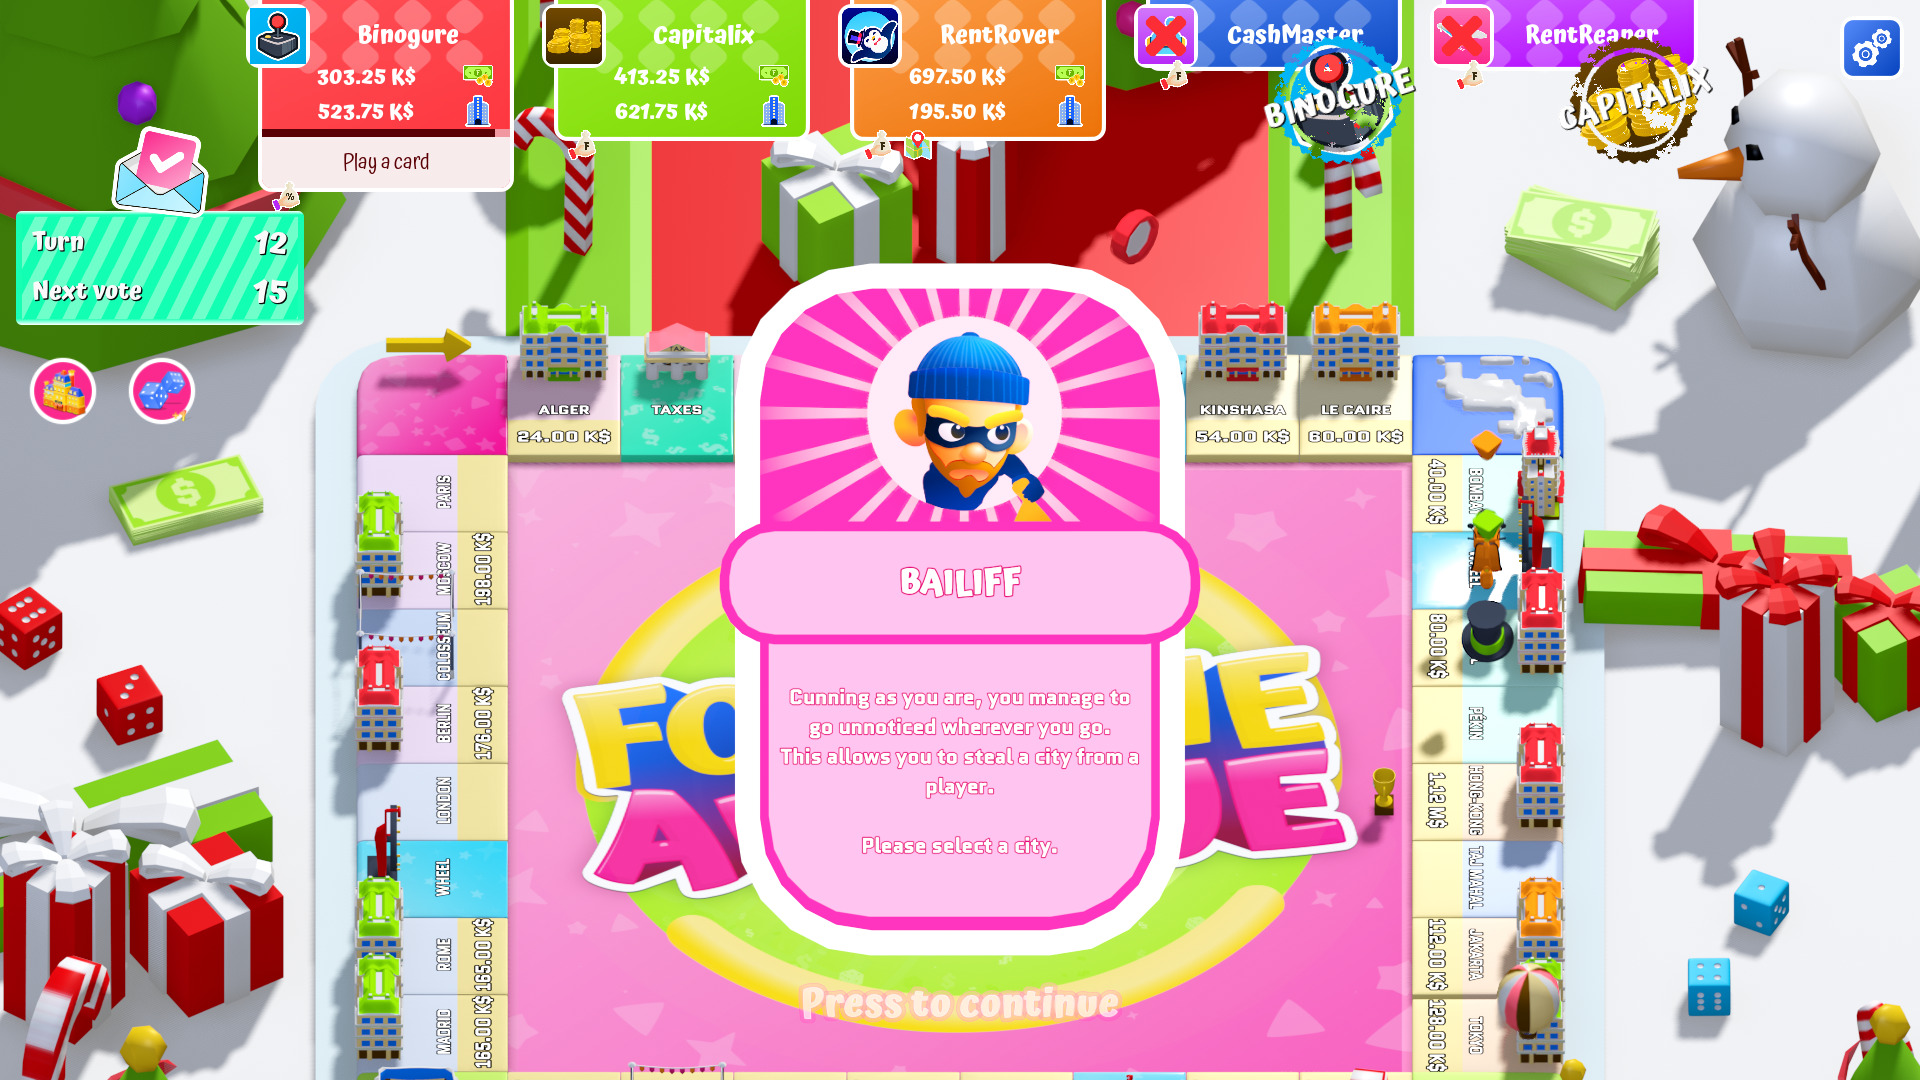 Binogure
303.25 K$
523.75 K$
Play a card
Capitalix
413.25 K$
621.75 K$
RentRover
697.50 K$
195.50 K$
CashMaster
BINOGURE
RentReaper
CAPITALIX
Turn 12
Next vote 15
ALGER
24.00 K$
TAXES
KINSHASA
54.00 K$
LE CAIRE
60.00 K$
PARIS
MOSCOW
198.00 K$
COLOSSEUM
BERLIN
176.00 K$
LONDON
WHEEL
ROME
165.00 K$
MADRID
165.00 K$
BAILIFF
Cunning as you are, you manage to
go unnoticed wherever you go.
This allows you to steal a city from a
player.
Please select a city.
Press to continue
40.00 K$
80.00 K$
PÉKIN
HONG-KONG
1.12 M$
TAJ MAHAL
JAKARTA
112.00 K$
TOKYO
128.00 K$